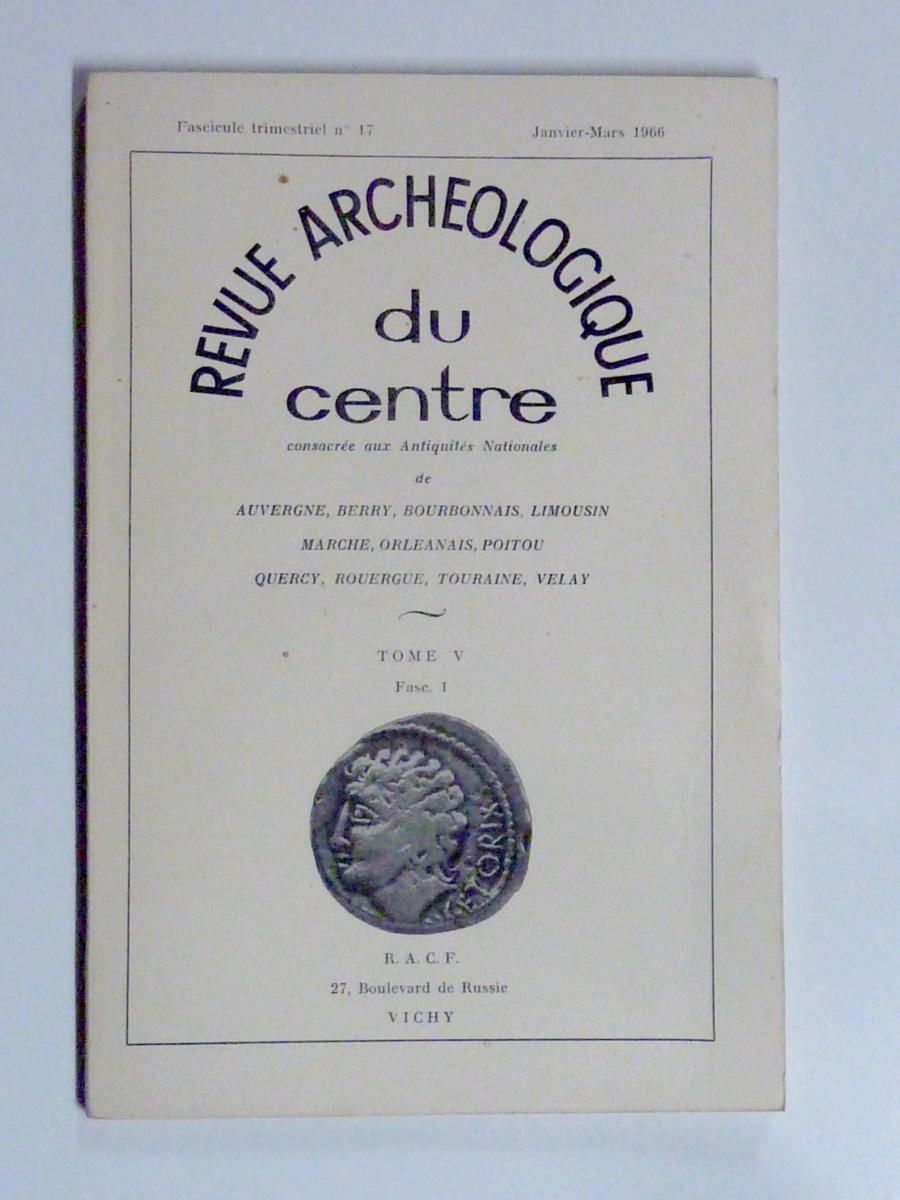 Fascicule trimestriel n° 17
Janvier-Mars 1966
REVUE ARCHEOLOGIQUE
du
centre
consacrée aux Antiquités Nationales
de
AUVERGNE, BERRY, BOURBONNAIS, LIMOUSIN
MARCHE, ORLEANAIS, POITOU
QUERCY, ROUERGUE, TOURAINE, VELAY
TOME V
Fasc. I
GETORIX
R. A. C. F.
27, Boulevard de Russie
VICHY